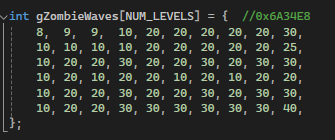 int gZombieWaves[NUM_LEVELS] = {  //0x6A34E8
    8,  9,  9,  10, 20, 20, 20, 20, 20, 30,
    10, 10, 10, 10, 20, 20, 20, 20, 20, 25,
    10, 20, 20, 30, 20, 20, 30, 20, 30, 30,
    10, 20, 10, 20, 20, 10, 20, 10, 20, 20,
    10, 20, 20, 30, 20, 20, 30, 20, 30, 30,
    10, 20, 20, 30, 30, 30, 30, 30, 30, 40,
};